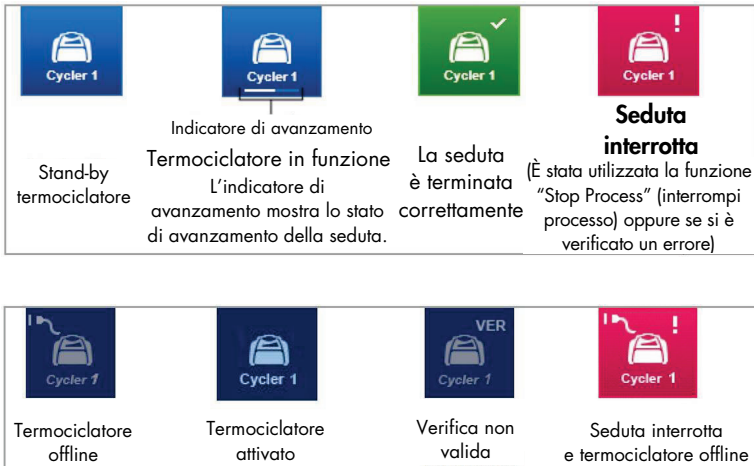 Cycler 1
Cycler 1
Cycler 1
!
Cycler 1
Stand-by
termociclatore
Indicatore di avanzamento
Termociclatore in funzione
L'indicatore di
avanzamento mostra lo stato
di avanzamento della seduta.
La seduta
è terminata
correttamente
Seduta
interrotta
(È stata utilizzata la funzione
“Stop Process” (interrompi
processo) oppure se si è
verificato un errore)
Cycler 1
Cycler 1
VER
Cycler 1
!
Cycler 1
Termociclatore
offline
Termociclatore
attivato
Verifica non
valida
Seduta interrotta
e termociclatore offline